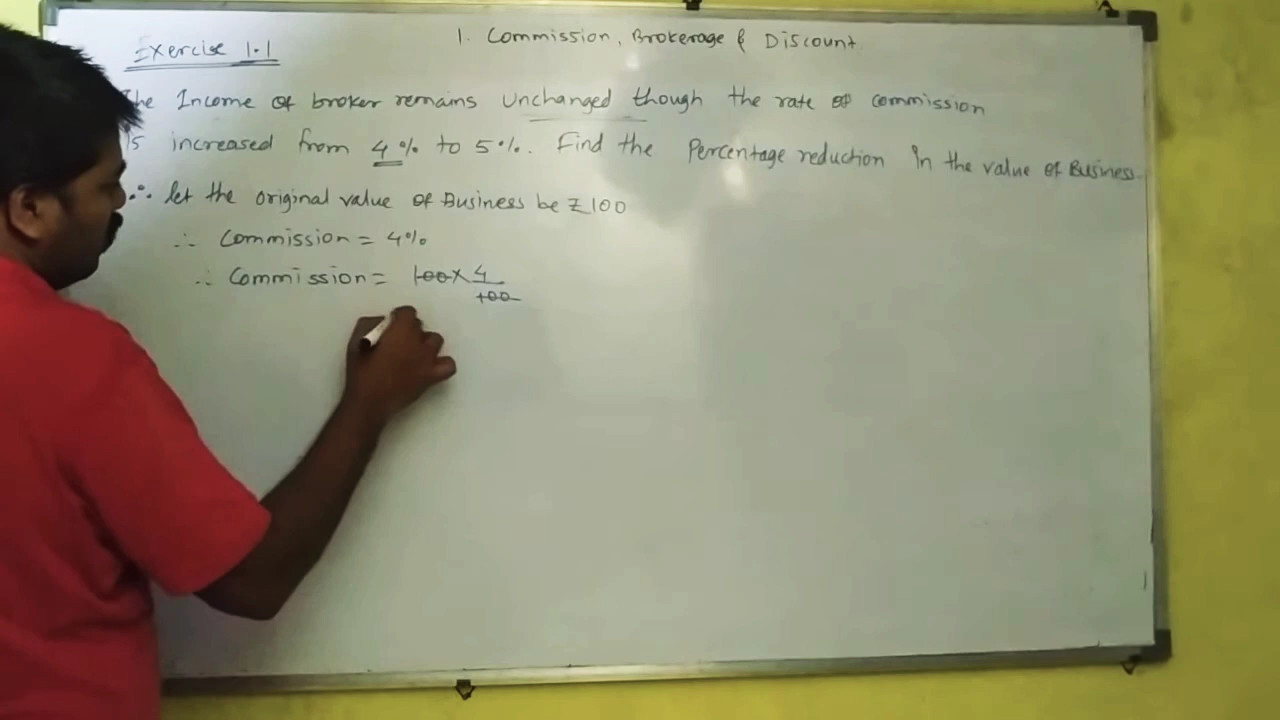 1. Commission, Brokerage & Discount
Exercise 1.1
The Income of broker remains Unchanged though the rate of commission
is increased from 4% to 5%. Find the Percentage reduction in the value of Business.
∴ let the original value of Business be ₹100
∴ Commission = 4%
∴ Commission = 100 × 4
100